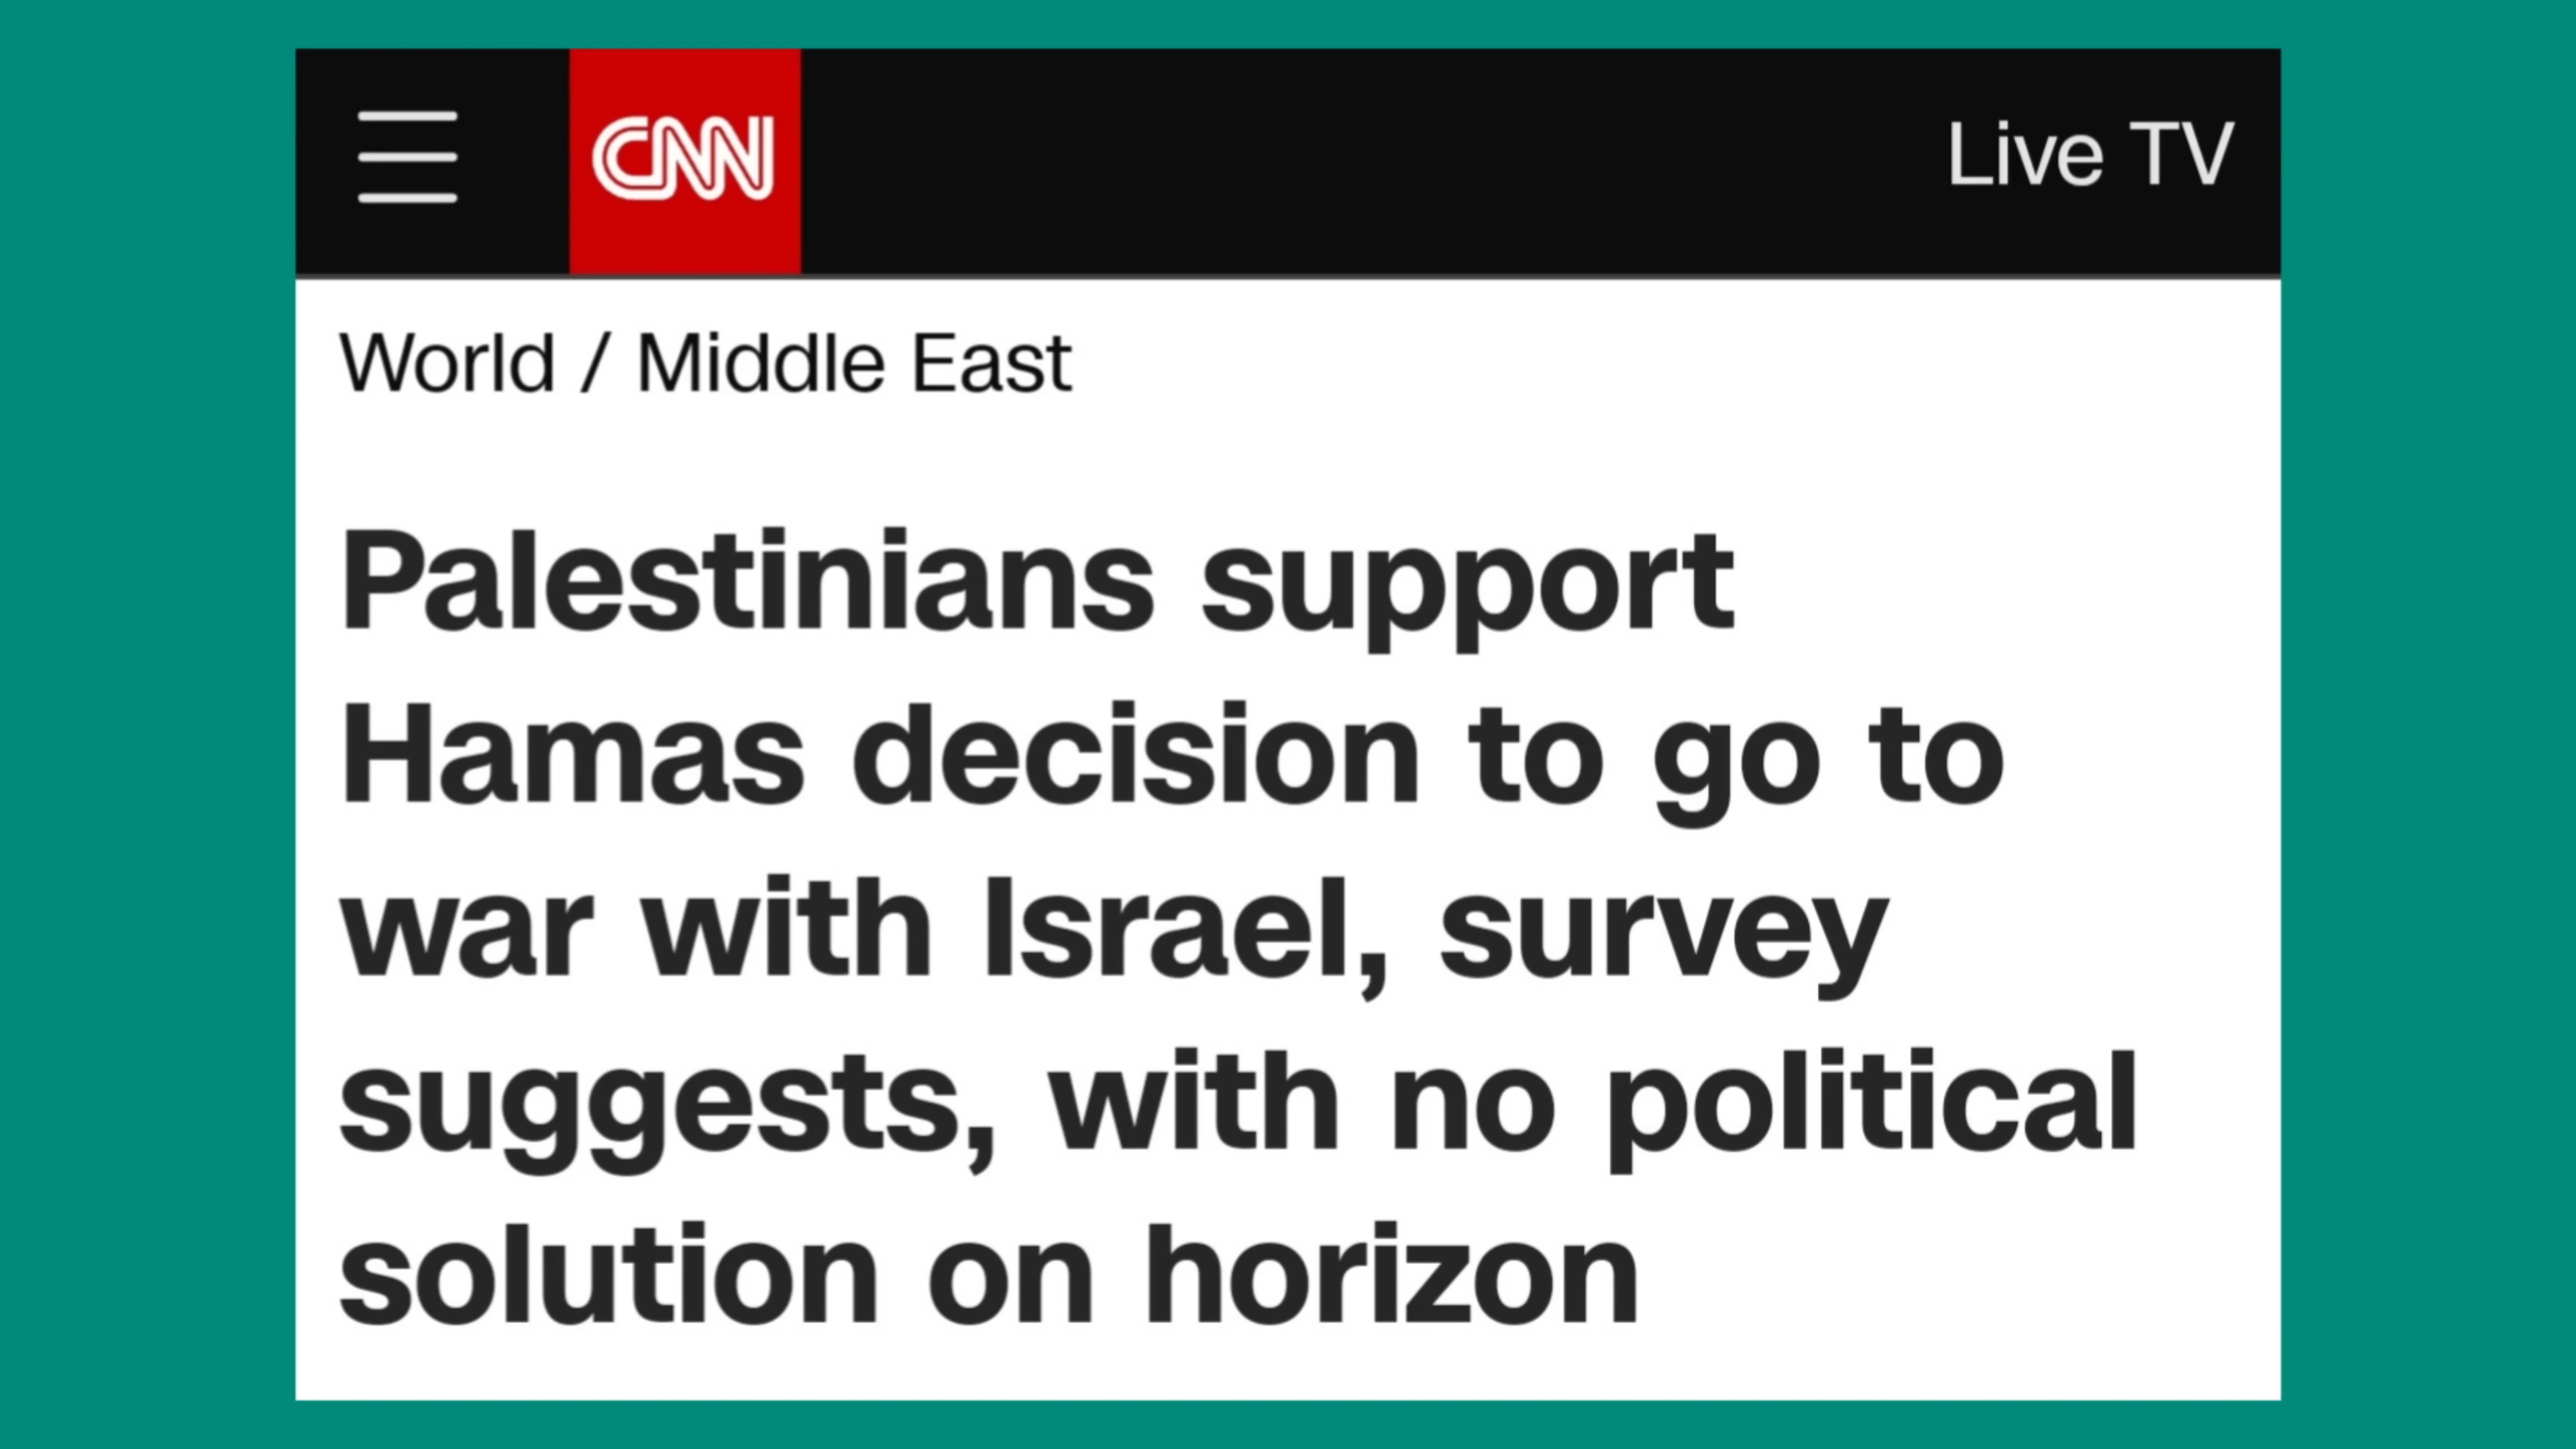 CNN
Live TV
World / Middle East
Palestinians support
Hamas decision to go to
war with Israel, survey
suggests, with no political
solution on horizon